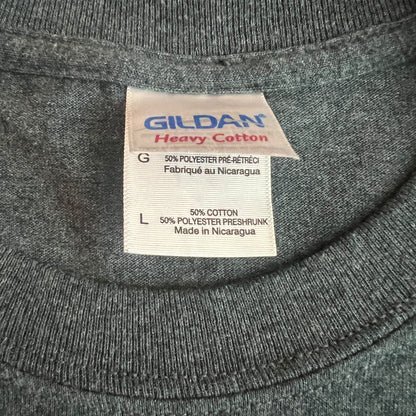 GILDAN®
Heavy Cotton
G 50% POLYESTER PRÉ-RÉTRÉCI
Fabriqué au Nicaragua
50% COTTON
L 50% POLYESTER PRESHRUNK
Made in Nicaragua